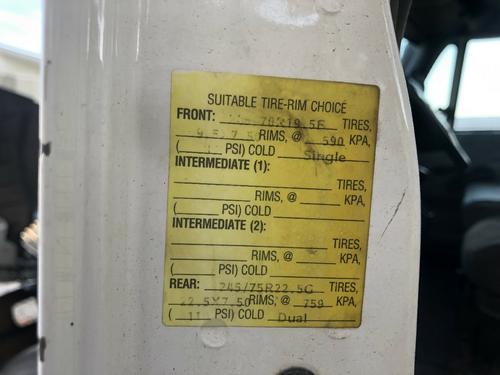 SUITABLE TIRE-RIM CHOICE
FRONT: 70R19.5F TIRES,
RIMS, @ 590 KPA,
( PSI) COLD Single
INTERMEDIATE (1):
TIRES,
RIMS, @ KPA,
( PSI) COLD
INTERMEDIATE (2):
TIRES,
RIMS, @ KPA,
( PSI) COLD
REAR: 245/75R22.5G TIRES,
22.5X7.50 RIMS, @ 759 KPA,
( 11 PSI) COLD Dual